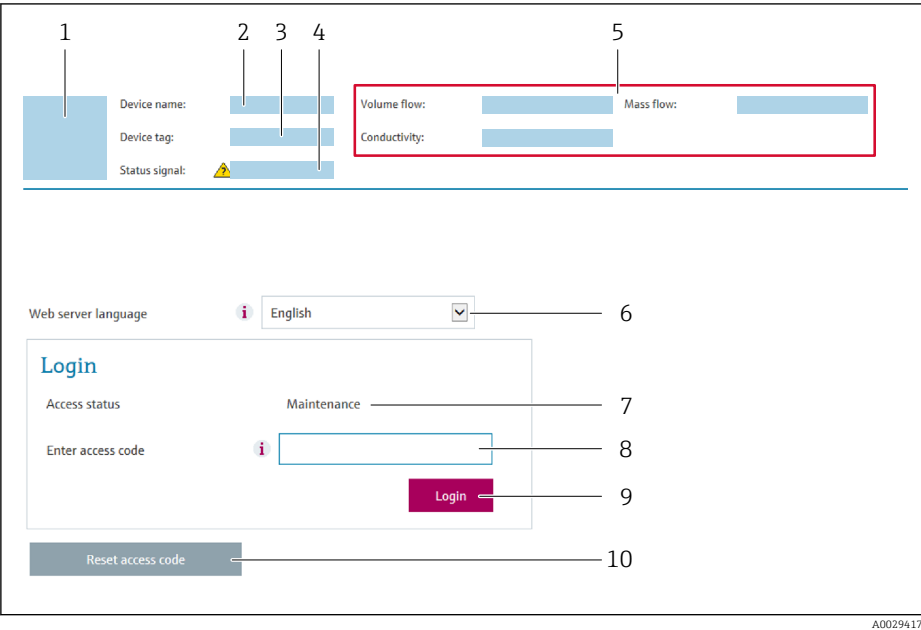 1 2 3 4 5
Device name: Volume flow: Mass flow:
Device tag: Conductivity:
Status signal: ?
Web server language i English 6
Login
Access status Maintenance 7
Enter access code i 8
Login 9
Reset access code 10
A0029417